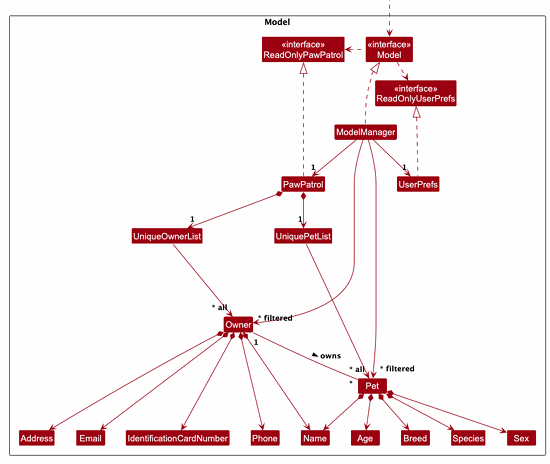 Model
«interface»
ReadOnlyPawPatrol
«interface»
Model
«interface»
ReadOnlyUserPrefs
ModelManager
1
1
PawPatrol
UserPrefs
1
1
UniqueOwnerList
UniquePetList
* all
* filtered
Owner
1
owns
* all
* filtered
*
Pet
Address
Email
IdentificationCardNumber
Phone
Name
Age
Breed
Species
Sex